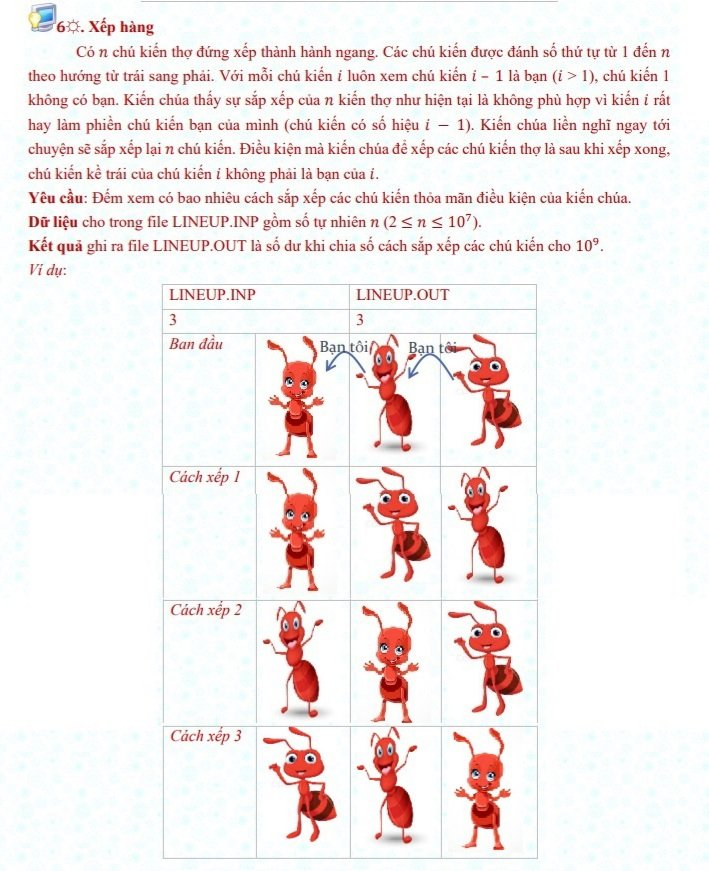 6☼. Xếp hàng
Có n chú kiến thợ đứng xếp thành hành ngang. Các chú kiến được đánh số thứ tự từ 1 đến n
theo hướng từ trái sang phải. Với mỗi chú kiến i luôn xem chú kiến i − 1 là bạn (i > 1), chú kiến 1
không có bạn. Kiến chúa thấy sự sắp xếp của n kiến thợ như hiện tại là không phù hợp vì kiến i rất
hay làm phiền chú kiến bạn của mình (chú kiến có số hiệu i − 1). Kiến chúa liền nghĩ ngay tới
chuyện sẽ sắp xếp lại n chú kiến. Điều kiện mà kiến chúa để xếp các chú kiến thợ là sau khi xếp xong,
chú kiến kề trái của chú kiến i không phải là bạn của i.
Yêu cầu: Đếm xem có bao nhiêu cách sắp xếp các chú kiến thỏa mãn điều kiện của kiến chúa.
Dữ liệu cho trong file LINEUP.INP gồm số tự nhiên n (2 ≤ n ≤ 10⁷).
Kết quả ghi ra file LINEUP.OUT là số dư khi chia số cách sắp xếp các chú kiến cho 10⁹.
Ví dụ:
LINEUP.INP LINEUP.OUT
3 3
Ban đầu Bạn tôi Bạn tôi
Cách xếp 1
Cách xếp 2
Cách xếp 3